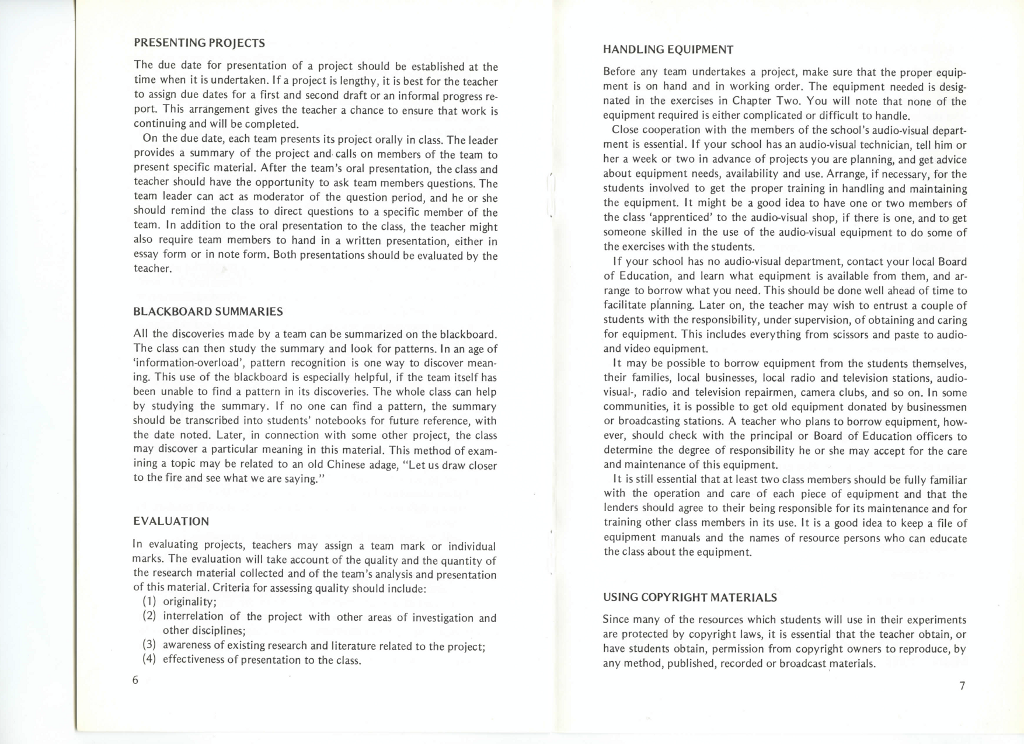 PRESENTING PROJECTS
The due date for presentation of a project should be established at the
time when it is undertaken. If a project is lengthy, it is best for the teacher
to assign due dates for a first and second draft or an informal progress re-
port. This arrangement gives the teacher a chance to ensure that work is
continuing and will be completed.
On the due date, each team presents its project orally in class. The leader
provides a summary of the project and calls on members of the team to
present specific material. After the team's oral presentation, the class and
teacher should have the opportunity to ask team members questions. The
team leader can act as moderator of the question period, and he or she
should remind the class to direct questions to a specific member of the
team. In addition to the oral presentation to the class, the teacher might
also require team members to hand in a written presentation, either in
essay form or in note form. Both presentations should be evaluated by the
teacher.
BLACKBOARD SUMMARIES
All the discoveries made by a team can be summarized on the blackboard.
The class can then study the summary and look for patterns. In an age of
'information-overload', pattern recognition is one way to discover mean-
ing. This use of the blackboard is especially helpful, if the team itself has
been unable to find a pattern in its discoveries. The whole class can help
by studying the summary. If no one can find a pattern, the summary
should be transcribed into students' notebooks for future reference, with
the date noted. Later, in connection with some other project, the class
may discover a particular meaning in this material. This method of exam-
ining a topic may be related to an old Chinese adage, "Let us draw closer
to the fire and see what we are saying."
EVALUATION
In evaluating projects, teachers may assign a team mark or individual
marks. The evaluation will take account of the quality and the quantity of
the research material collected and of the team's analysis and presentation
of this material. Criteria for assessing quality should include:
(1) originality;
(2) interrelation of the project with other areas of investigation and
other disciplines;
(3) awareness of existing research and literature related to the project;
(4) effectiveness of presentation to the class.
6
HANDLING EQUIPMENT
Before any team undertakes a project, make sure that the proper equip-
ment is on hand and in working order. The equipment needed is desig-
nated in the exercises in Chapter Two. You will note that none of the
equipment required is either complicated or difficult to handle.
Close cooperation with the members of the school's audio-visual depart-
ment is essential. If your school has an audio-visual technician, tell him or
her a week or two in advance of projects you are planning, and get advice
about equipment needs, availability and use. Arrange, if necessary, for the
students involved to get the proper training in handling and maintaining
the equipment. It might be a good idea to have one or two members of
the class 'apprenticed' to the audio-visual shop, if there is one, and to get
someone skilled in the use of the audio-visual equipment to do some of
the exercises with the students.
If your school has no audio-visual department, contact your local Board
of Education, and learn what equipment is available from them, and ar-
range to borrow what you need. This should be done well ahead of time to
facilitate planning. Later on, the teacher may wish to entrust a couple of
students with the responsibility, under supervision, of obtaining and caring
for equipment. This includes everything from scissors and paste to audio-
and video equipment.
It may be possible to borrow equipment from the students themselves,
their families, local businesses, local radio and television stations, audio-
visual-, radio and television repairmen, camera clubs, and so on. In some
communities, it is possible to get old equipment donated by businessmen
or broadcasting stations. A teacher who plans to borrow equipment, how-
ever, should check with the principal or Board of Education officers to
determine the degree of responsibility he or she may accept for the care
and maintenance of this equipment.
It is still essential that at least two class members should be fully familiar
with the operation and care of each piece of equipment and that the
lenders should agree to their being responsible for its maintenance and for
training other class members in its use. It is a good idea to keep a file of
equipment manuals and the names of resource persons who can educate
the class about the equipment.
USING COPYRIGHT MATERIALS
Since many of the resources which students will use in their experiments
are protected by copyright laws, it is essential that the teacher obtain, or
have students obtain, permission from copyright owners to reproduce, by
any method, published, recorded or broadcast materials.
7